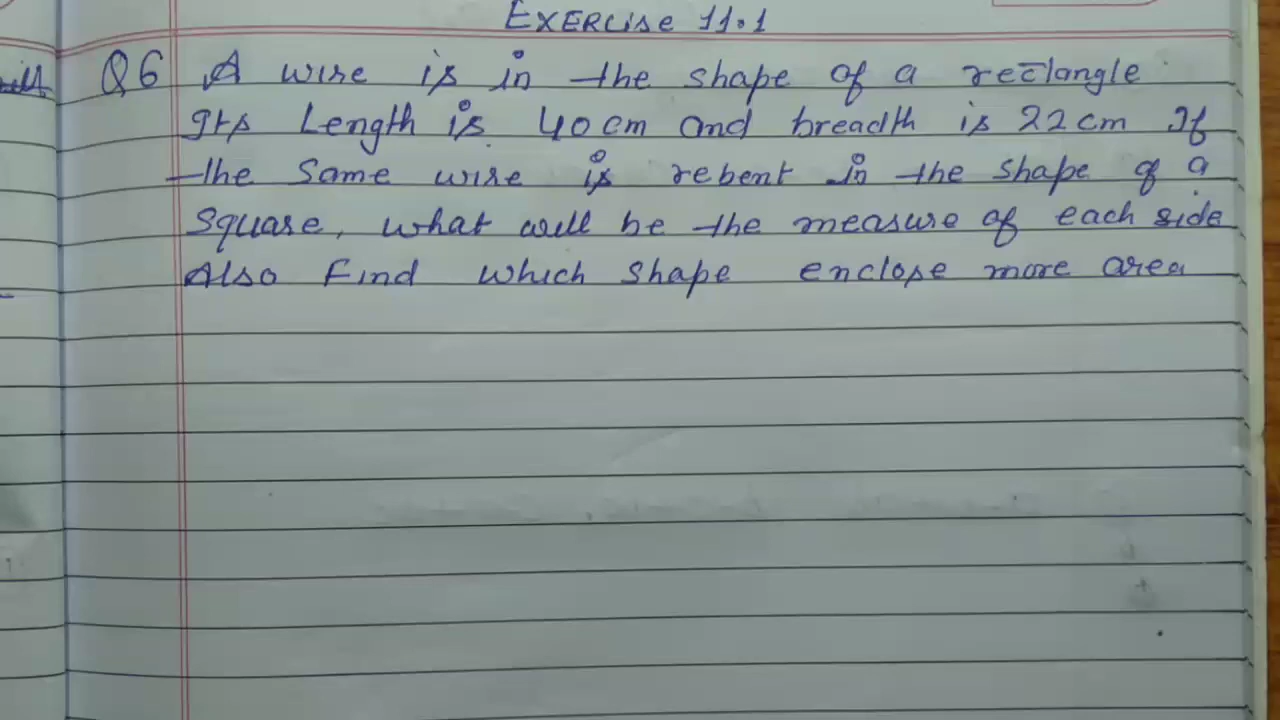 EXERCISE 11.1
Q6 A wire is in the shape of a rectangle
Its Length is 40cm and breadth is 22cm If
the same wire is rebent in the shape of a
Square, what will be the measure of each side
Also Find which shape enclose more area